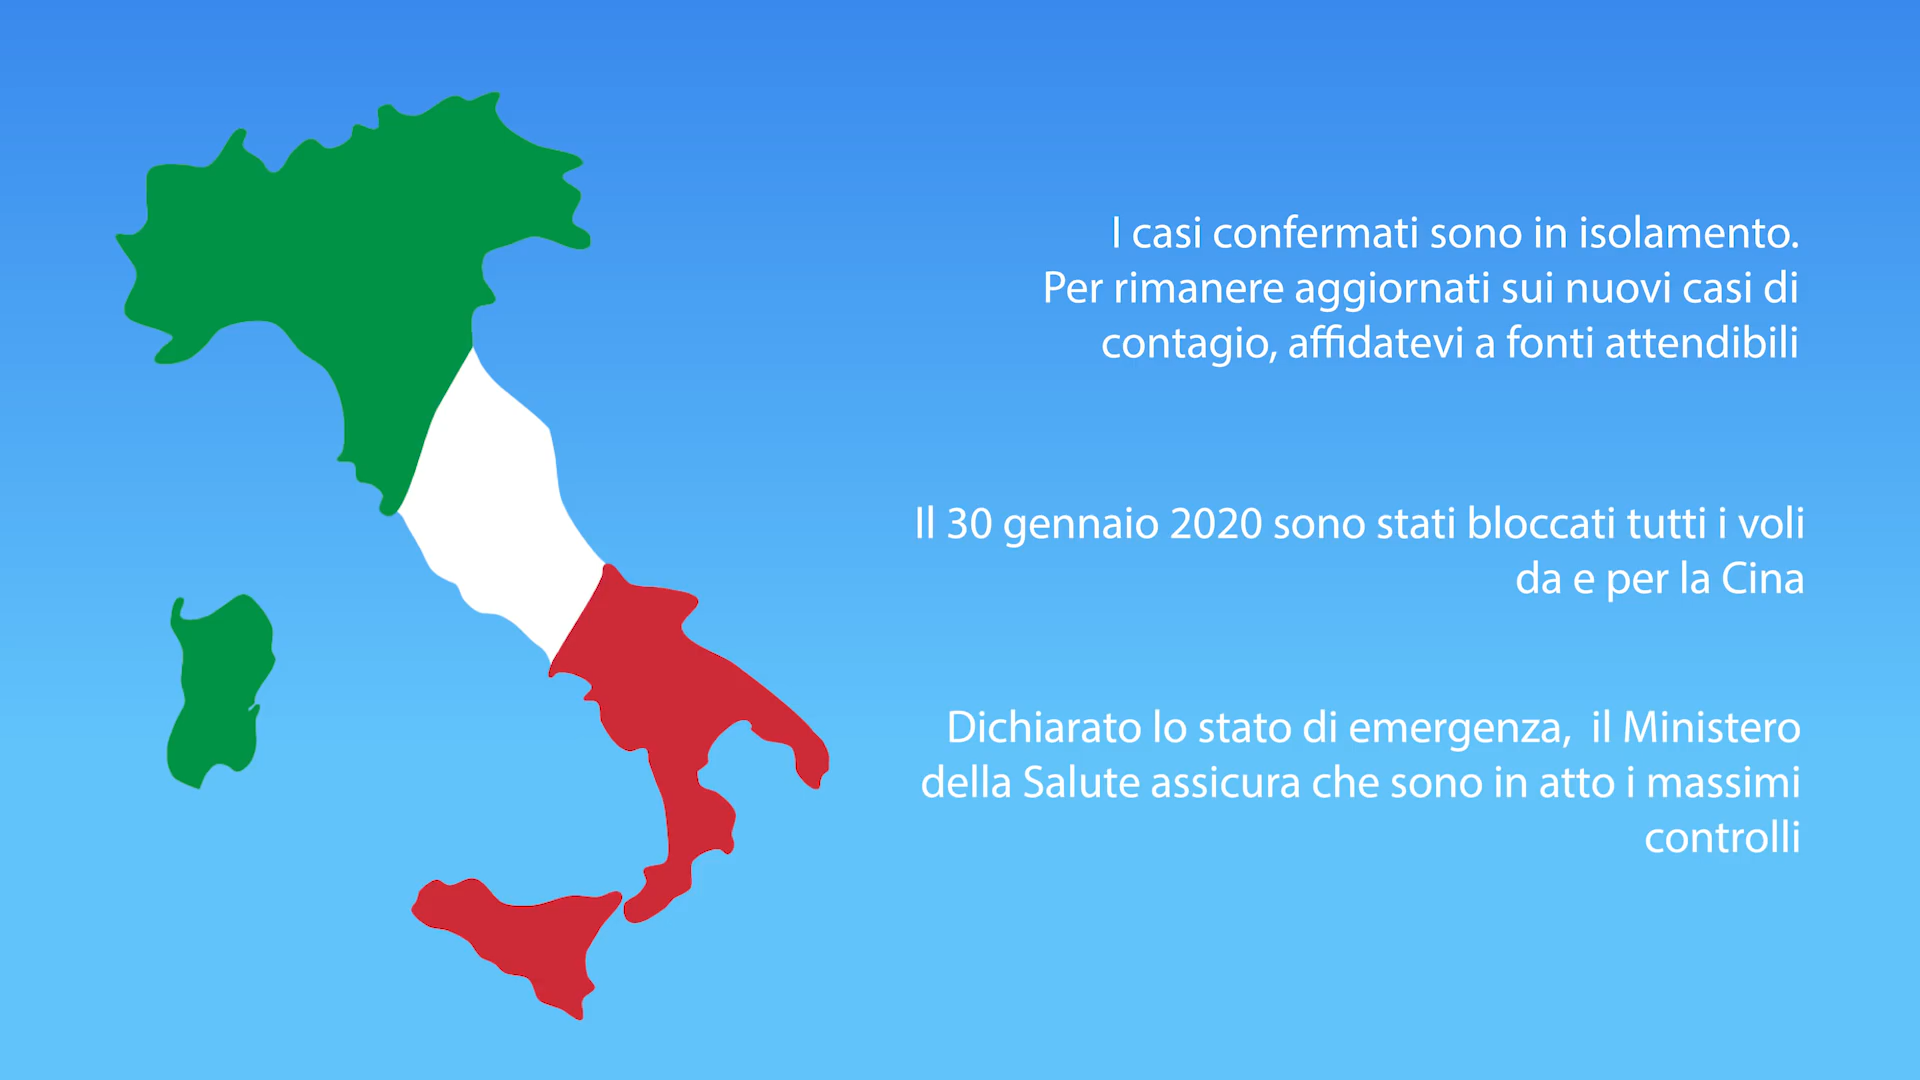 I casi confermati sono in isolamento.
Per rimanere aggiornati sui nuovi casi di
contagio, affidatevi a fonti attendibili
Il 30 gennaio 2020 sono stati bloccati tutti i voli
da e per la Cina
Dichiarato lo stato di emergenza,  il Ministero
della Salute assicura che sono in atto i massimi
controlli